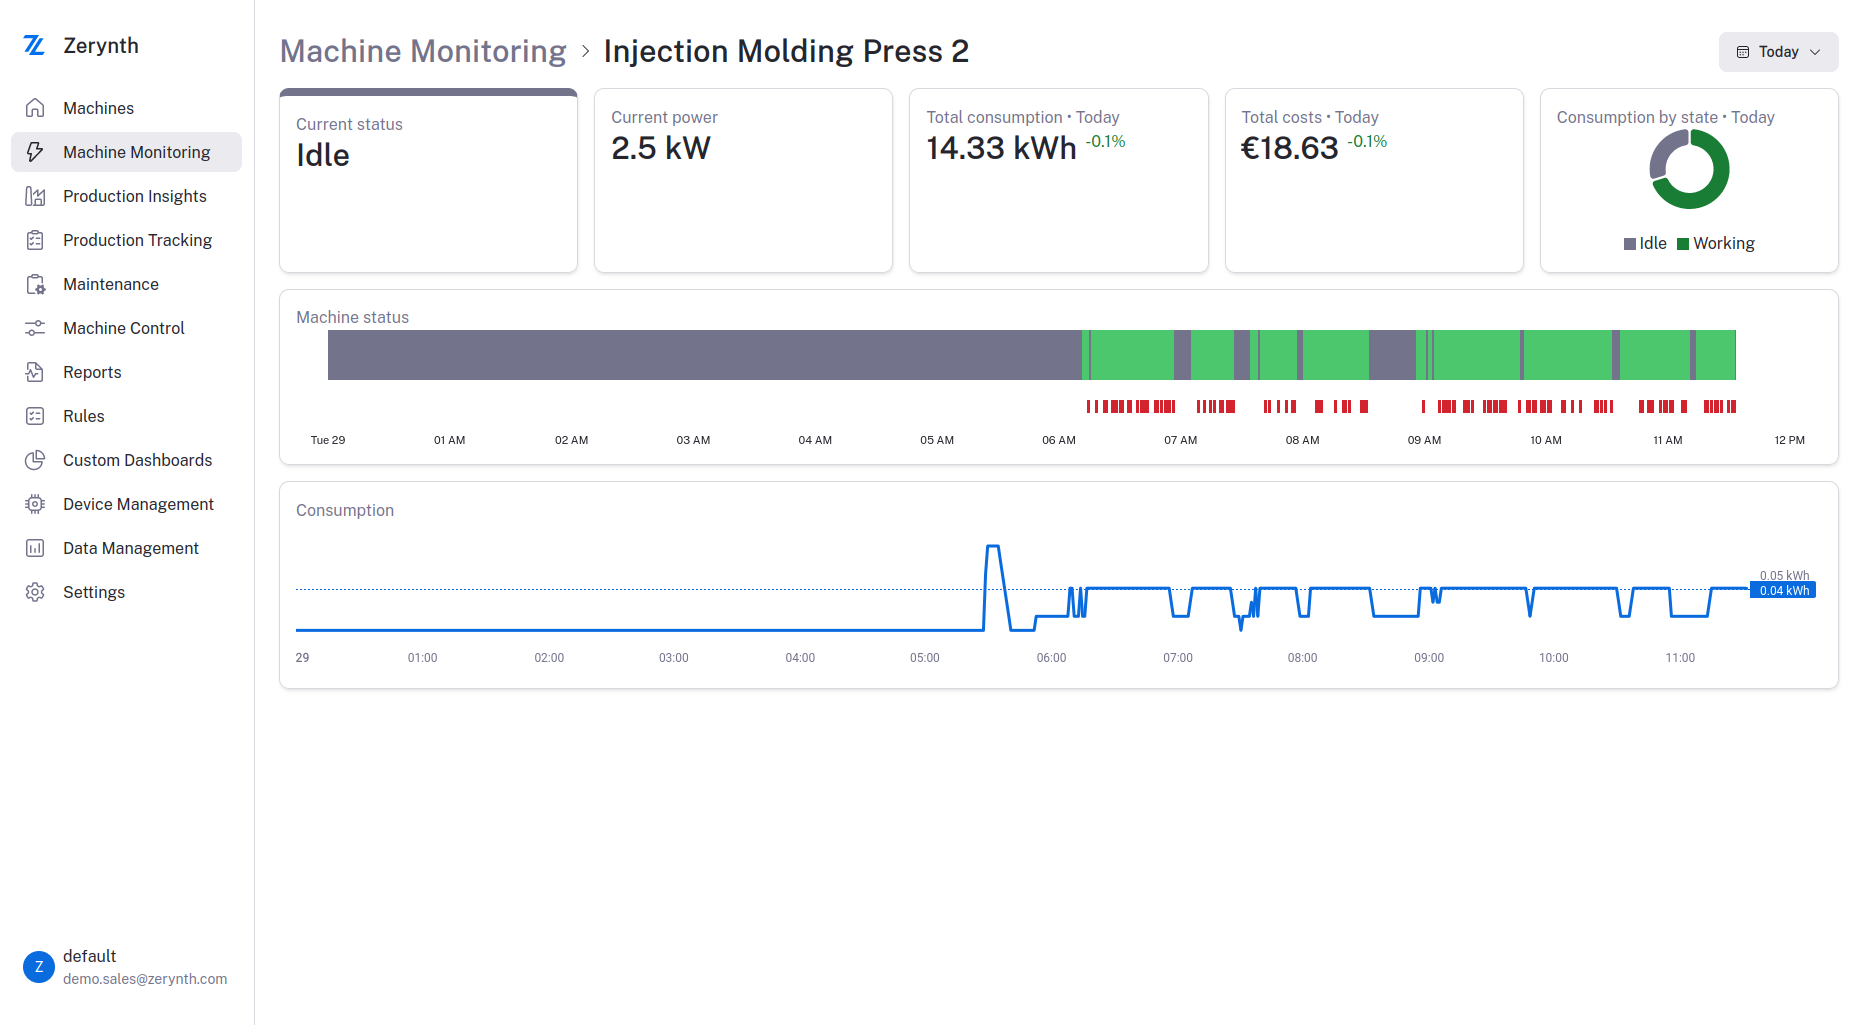 Zerynth
Machines
Machine Monitoring
Production Insights
Production Tracking
Maintenance
Machine Control
Reports
Rules
Custom Dashboards
Device Management
Data Management
Settings
Z
default
demo.sales@zerynth.com
Machine Monitoring > Injection Molding Press 2
Today
Current status
Idle
Current power
2.5 kW
Total consumption • Today
14.33 kWh -0.1%
Total costs • Today
€18.63 -0.1%
Consumption by state • Today
Idle Working
Machine status
Tue 29 01 AM 02 AM 03 AM 04 AM 05 AM 06 AM 07 AM 08 AM 09 AM 10 AM 11 AM 12 PM
Consumption
0.05 kWh
0.04 kWh
29 01:00 02:00 03:00 04:00 05:00 06:00 07:00 08:00 09:00 10:00 11:00